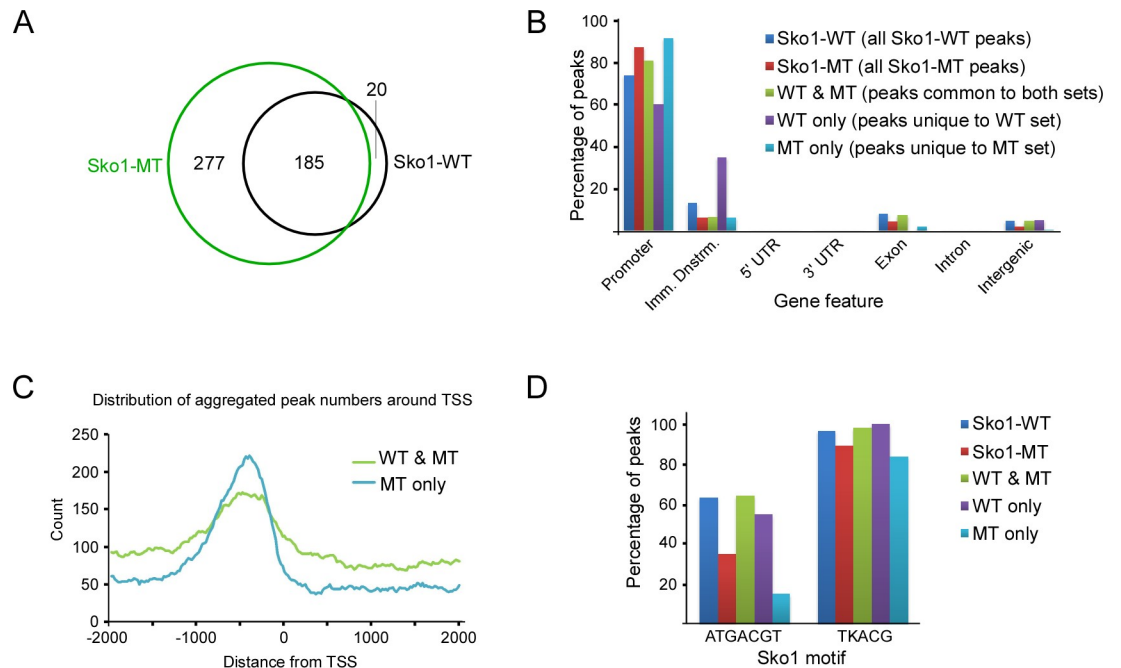 A
20
Sko1-MT
277
185
Sko1-WT
B
Percentage of peaks
100
80
60
40
20
Sko1-WT (all Sko1-WT peaks)
Sko1-MT (all Sko1-MT peaks)
WT & MT (peaks common to both sets)
WT only (peaks unique to WT set)
MT only (peaks unique to MT set)
Promoter
Imm. Dnstrm.
5' UTR
3' UTR
Exon
Intron
Intergenic
Gene feature
C
Distribution of aggregated peak numbers around TSS
Count
250
200
150
100
50
0
WT & MT
MT only
-2000
-1000
0
1000
2000
Distance from TSS
D
Percentage of peaks
100
80
60
40
20
Sko1-WT
Sko1-MT
WT & MT
WT only
MT only
ATGACGT
TKACG
Sko1 motif